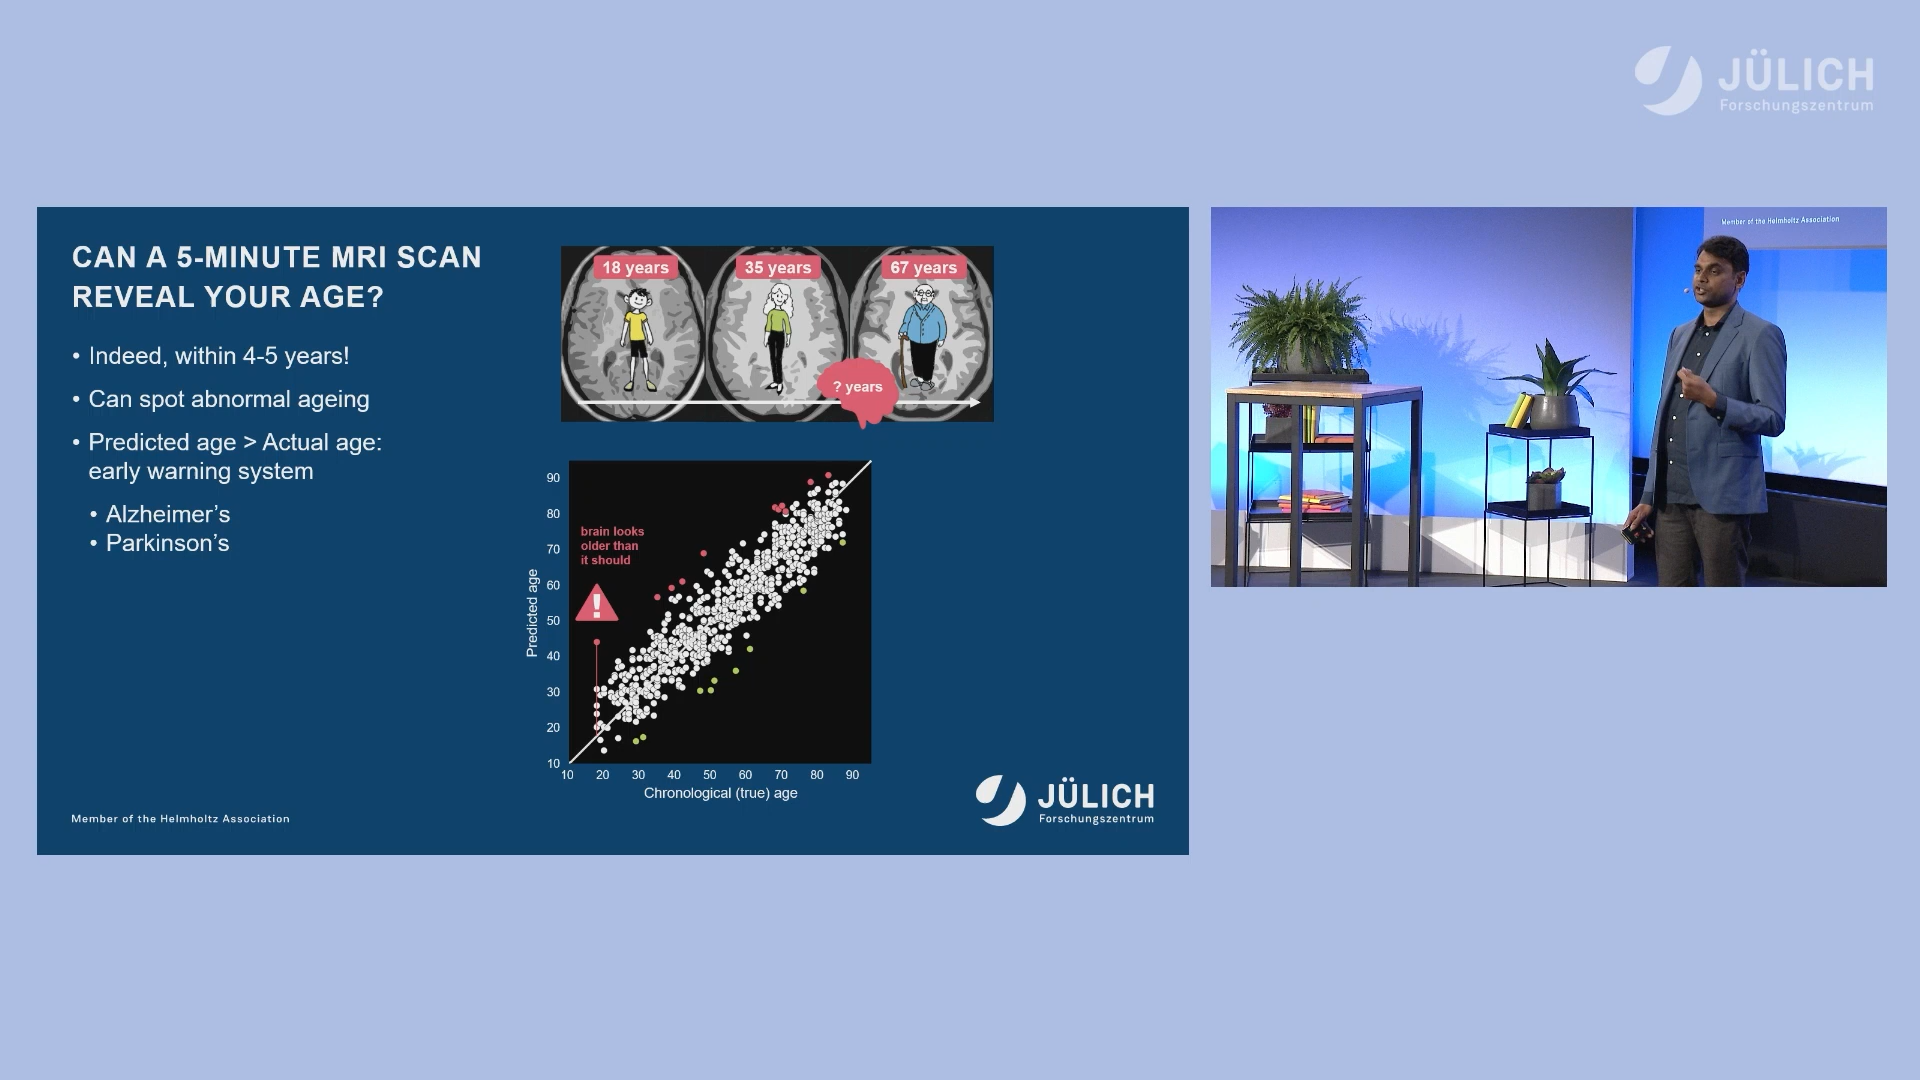 JÜLICH
Forschungszentrum
CAN A 5-MINUTE MRI SCAN
REVEAL YOUR AGE?
• Indeed, within 4-5 years!
• Can spot abnormal ageing
• Predicted age > Actual age:
early warning system
• Alzheimer's
• Parkinson's
18 years
35 years
67 years
? years
brain looks
older than
it should
!
Predicted age
90
80
70
60
50
40
30
20
10
10 20 30 40 50 60 70 80 90
Chronological (true) age
Member of the Helmholtz Association
JÜLICH
Forschungszentrum
Member of the Helmholtz Association